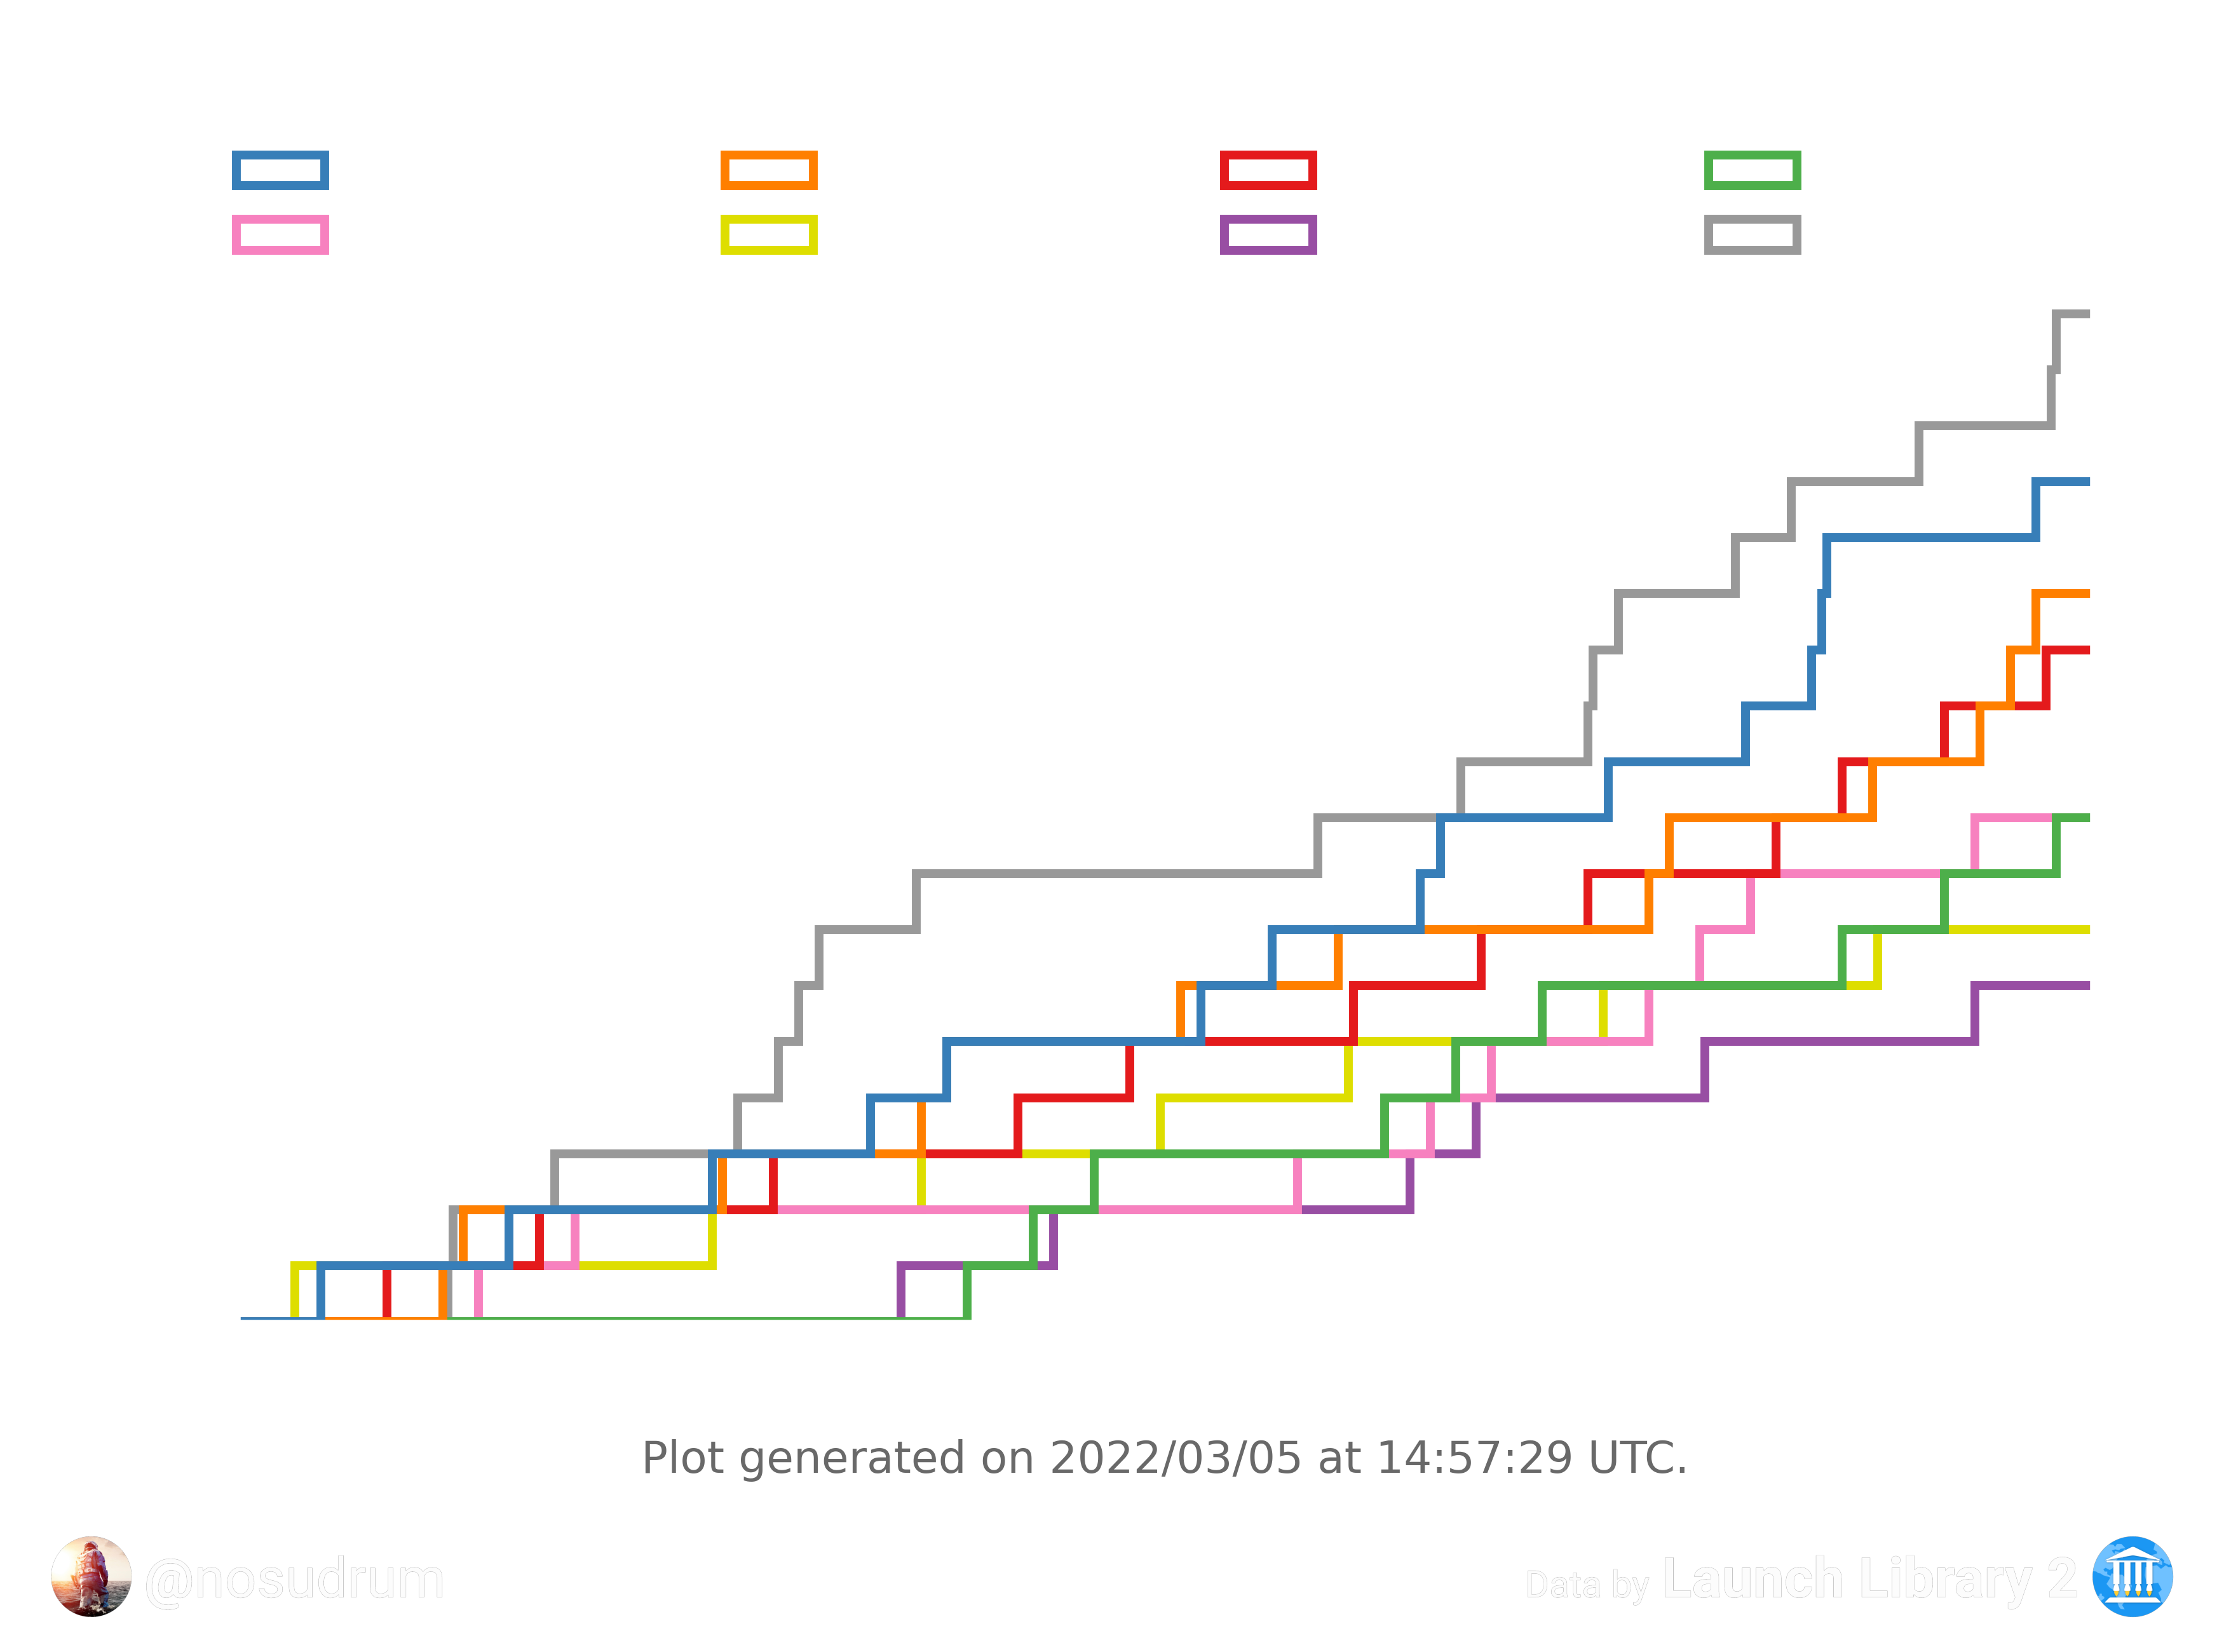 Plot generated on 2022/03/05 at 14:57:29 UTC.
@nosudrum
Data by Launch Library 2